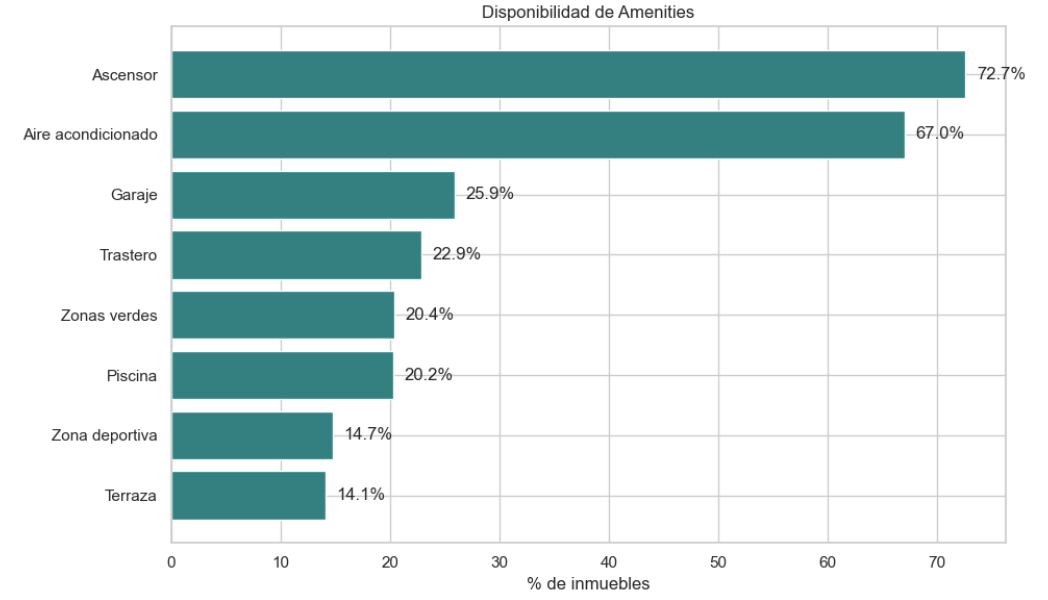 Disponibilidad de Amenities
Ascensor 72.7%
Aire acondicionado 67.0%
Garaje 25.9%
Trastero 22.9%
Zonas verdes 20.4%
Piscina 20.2%
Zona deportiva 14.7%
Terraza 14.1%
0 10 20 30 40 50 60 70
% de inmuebles